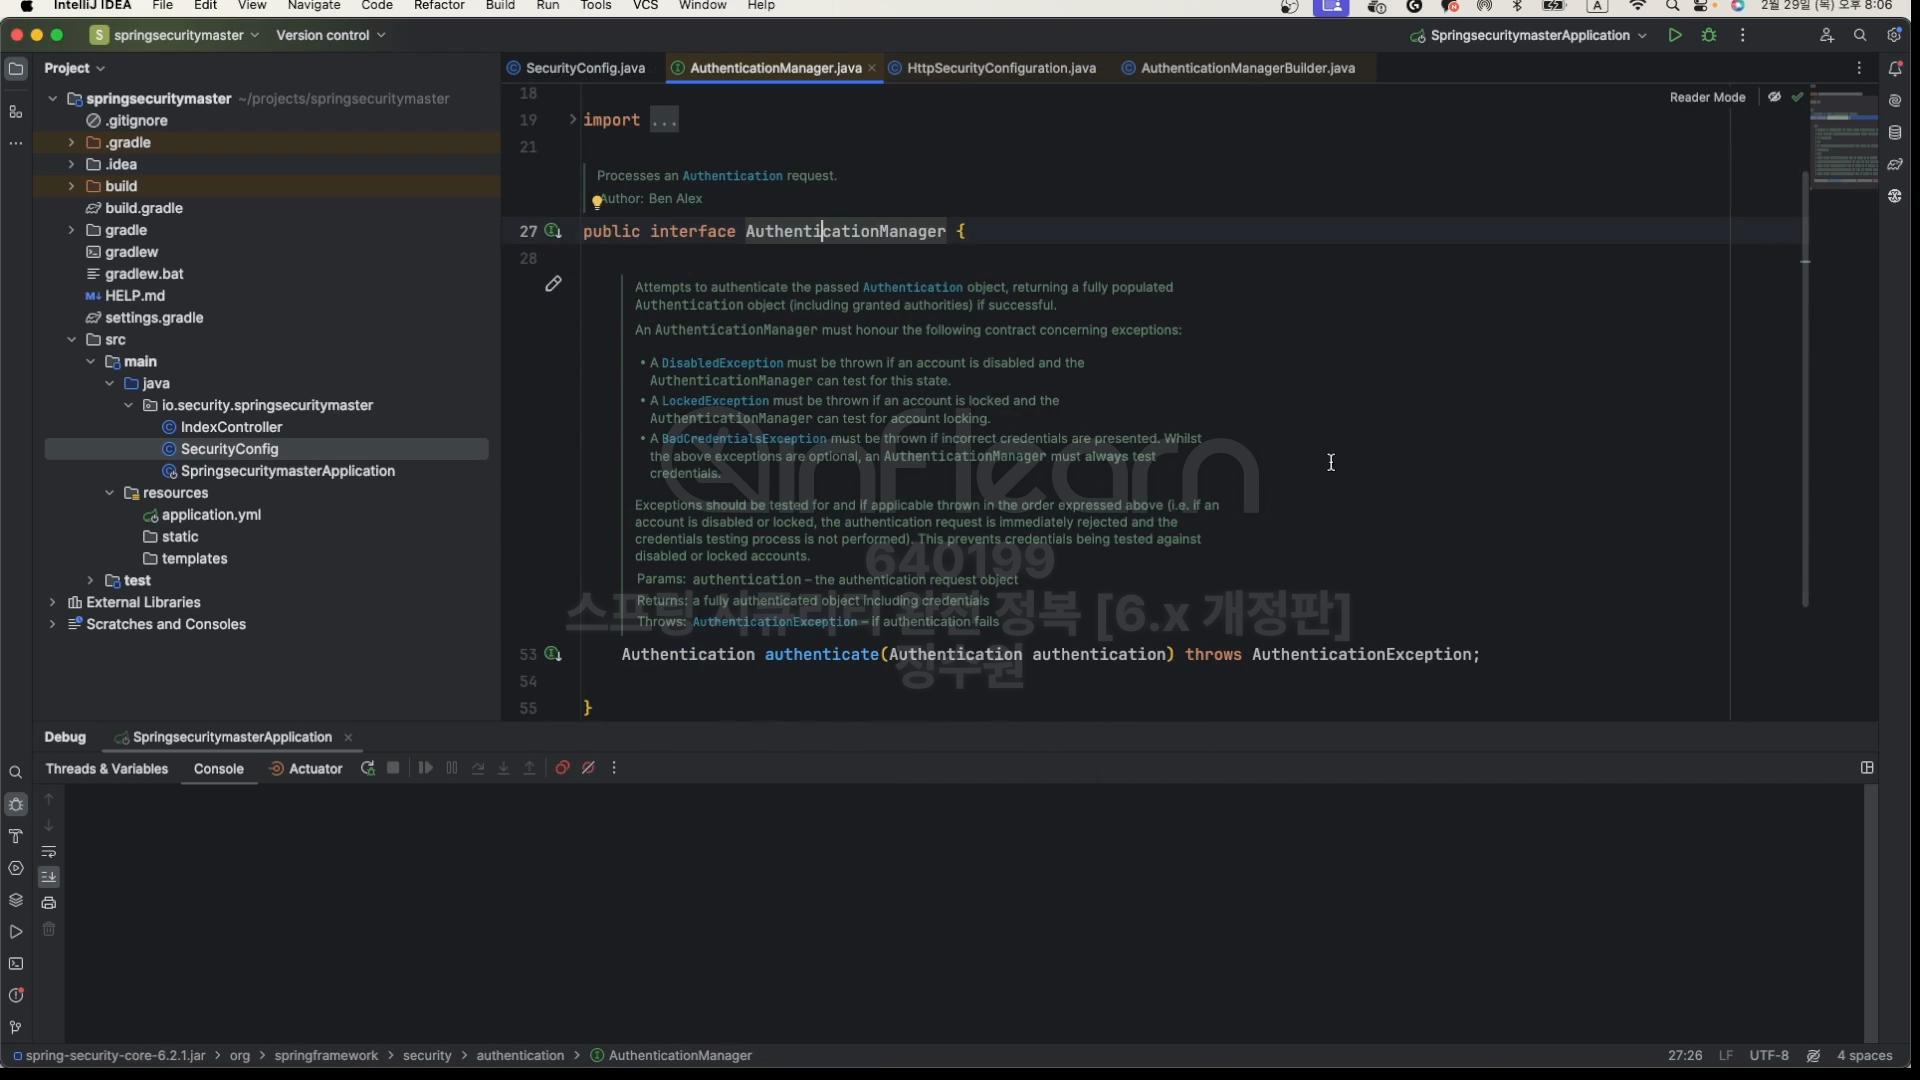 IntelliJ IDEA File Edit View Navigate Code Refactor Build Run Tools VCS Window Help A 2월 29일 (목) 오후 8:06
S springsecuritymaster Version control SpringsecuritymasterApplication
Project
SecurityConfig.java AuthenticationManager.java HttpSecurityConfiguration.java AuthenticationManagerBuilder.java
springsecuritymaster ~/projects/springsecuritymaster
.gitignore
.gradle
.idea
build
build.gradle
gradle
gradlew
gradlew.bat
M↓ HELP.md
settings.gradle
src
main
java
io.security.springsecuritymaster
IndexController
SecurityConfig
SpringsecuritymasterApplication
resources
application.yml
static
templates
test
External Libraries
Scratches and Consoles
Reader Mode
18
19 import ...
21
Processes an Authentication request.
Author: Ben Alex
27 public interface AuthenticationManager {
28
Attempts to authenticate the passed Authentication object, returning a fully populated
Authentication object (including granted authorities) if successful.
An AuthenticationManager must honour the following contract concerning exceptions:
• A DisabledException must be thrown if an account is disabled and the
AuthenticationManager can test for this state.
• A LockedException must be thrown if an account is locked and the
AuthenticationManager can test for account locking.
• A BadCredentialsException must be thrown if incorrect credentials are presented. Whilst
the above exceptions are optional, an AuthenticationManager must always test
credentials.
Exceptions should be tested for and if applicable thrown in the order expressed above (i.e. if an
account is disabled or locked, the authentication request is immediately rejected and the
credentials testing process is not performed). This prevents credentials being tested against
disabled or locked accounts.
Params: authentication – the authentication request object
Returns: a fully authenticated object including credentials
Throws: AuthenticationException – if authentication fails
53 Authentication authenticate(Authentication authentication) throws AuthenticationException;
54
55 }
inflearn
640199
스프링 시큐리티 완전 정복 [6.x 개정판]
정수원
Debug SpringsecuritymasterApplication
Threads & Variables Console Actuator
spring-security-core-6.2.1.jar > org > springframework > security > authentication > AuthenticationManager 27:26 LF UTF-8 4 spaces